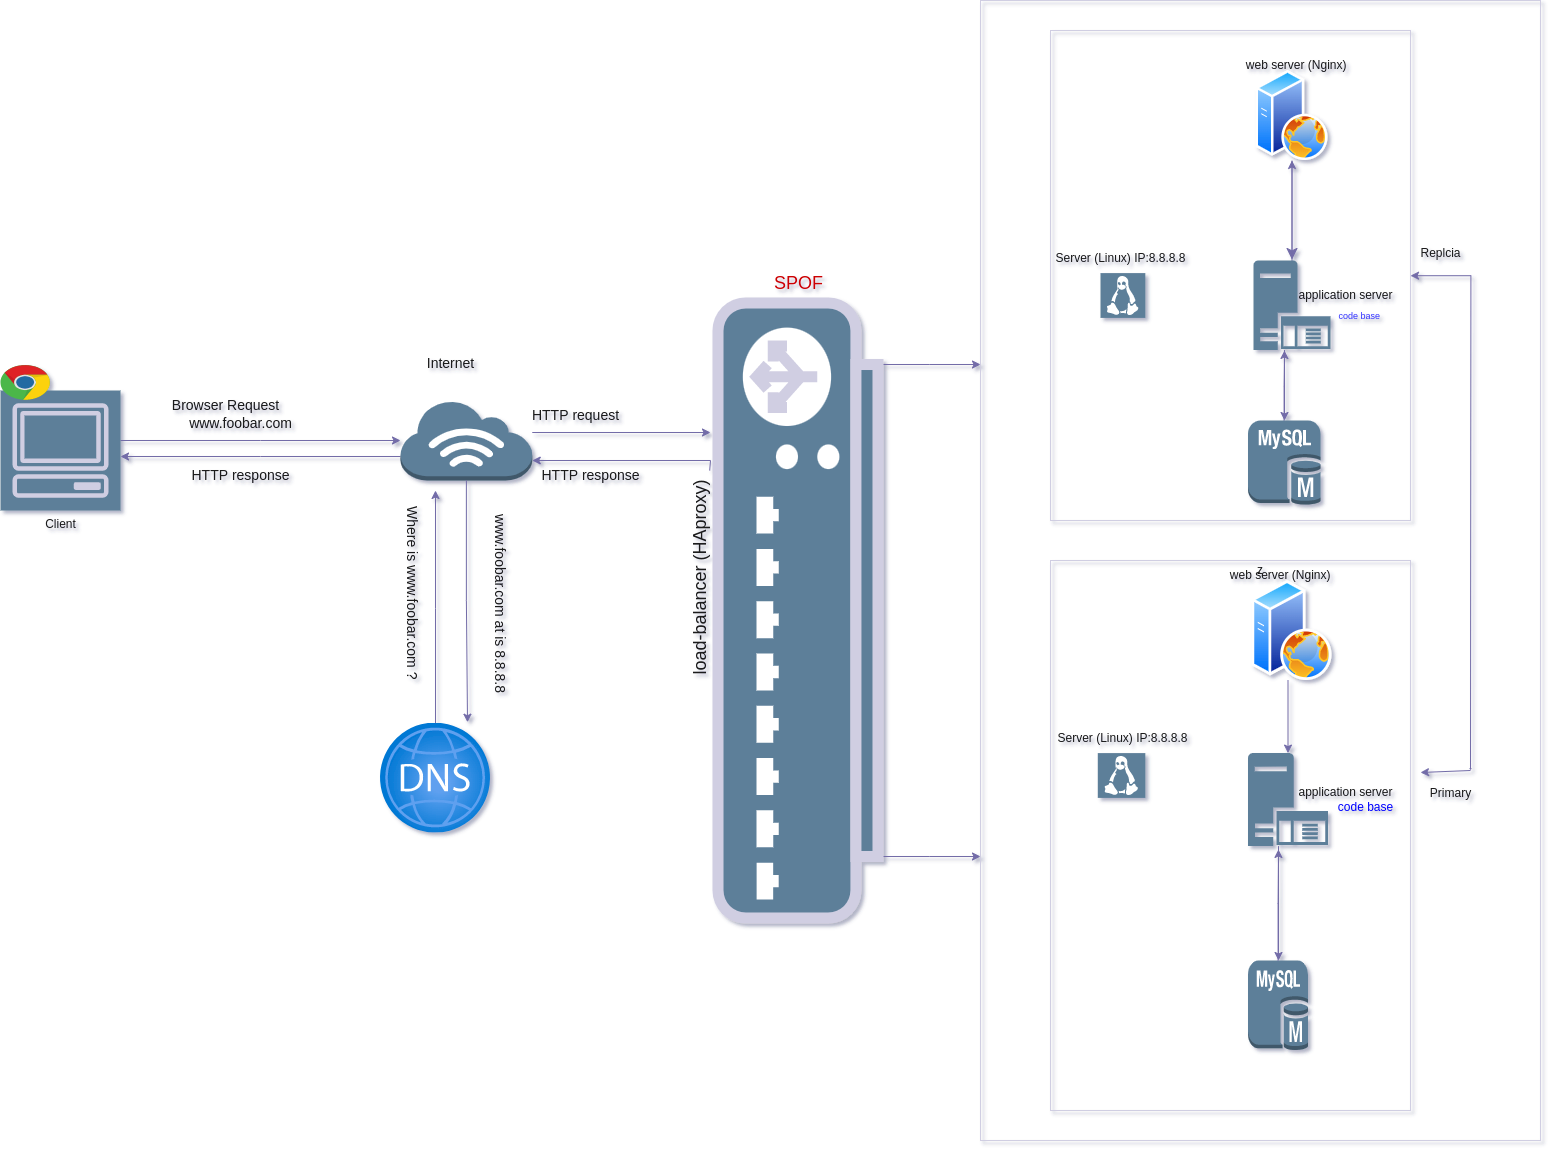 web server (Nginx)
Server (Linux) IP:8.8.8.8
Replcia
SPOF
application server
code base
Internet
Browser Request
www.foobar.com
HTTP request
MySQL
M
HTTP response
HTTP response
Client
Where is www.foobar.com ?
www.foobar.com at is 8.8.8.8
load-balancer (HAproxy)
z
web server (Nginx)
Server (Linux) IP:8.8.8.8
DNS
application server
Primary
code base
MySQL
M